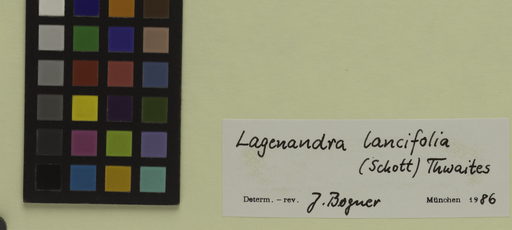 Lagenandra lancifolia
(Schott) Thwaites
Determ. – rev. J. Bogner München 1986